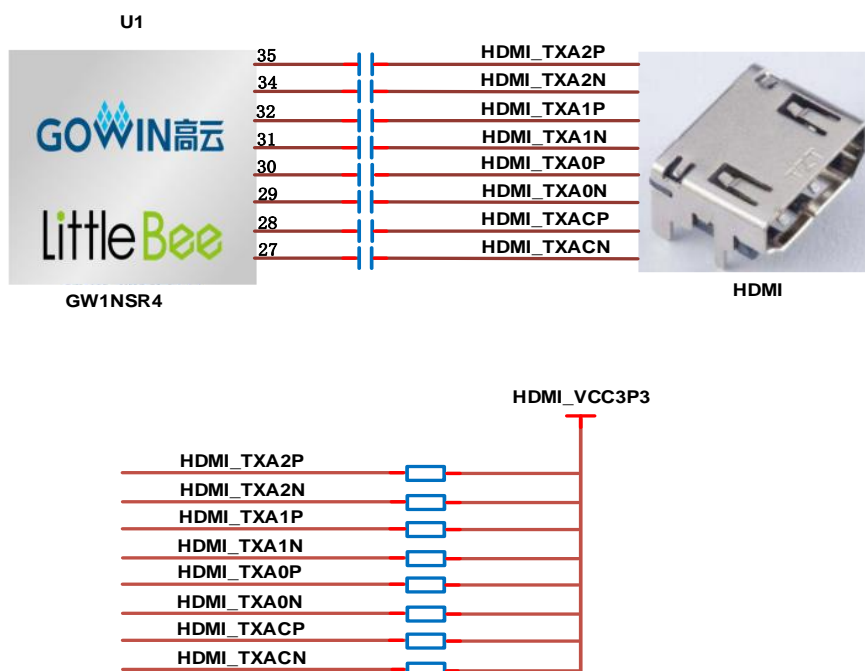 U1
GOWIN高云
LittleBee
GW1NSR4
35 HDMI_TXA2P
34 HDMI_TXA2N
32 HDMI_TXA1P
31 HDMI_TXA1N
30 HDMI_TXA0P
29 HDMI_TXA0N
28 HDMI_TXACP
27 HDMI_TXACN
HDMI
HDMI_VCC3P3
HDMI_TXA2P
HDMI_TXA2N
HDMI_TXA1P
HDMI_TXA1N
HDMI_TXA0P
HDMI_TXA0N
HDMI_TXACP
HDMI_TXACN